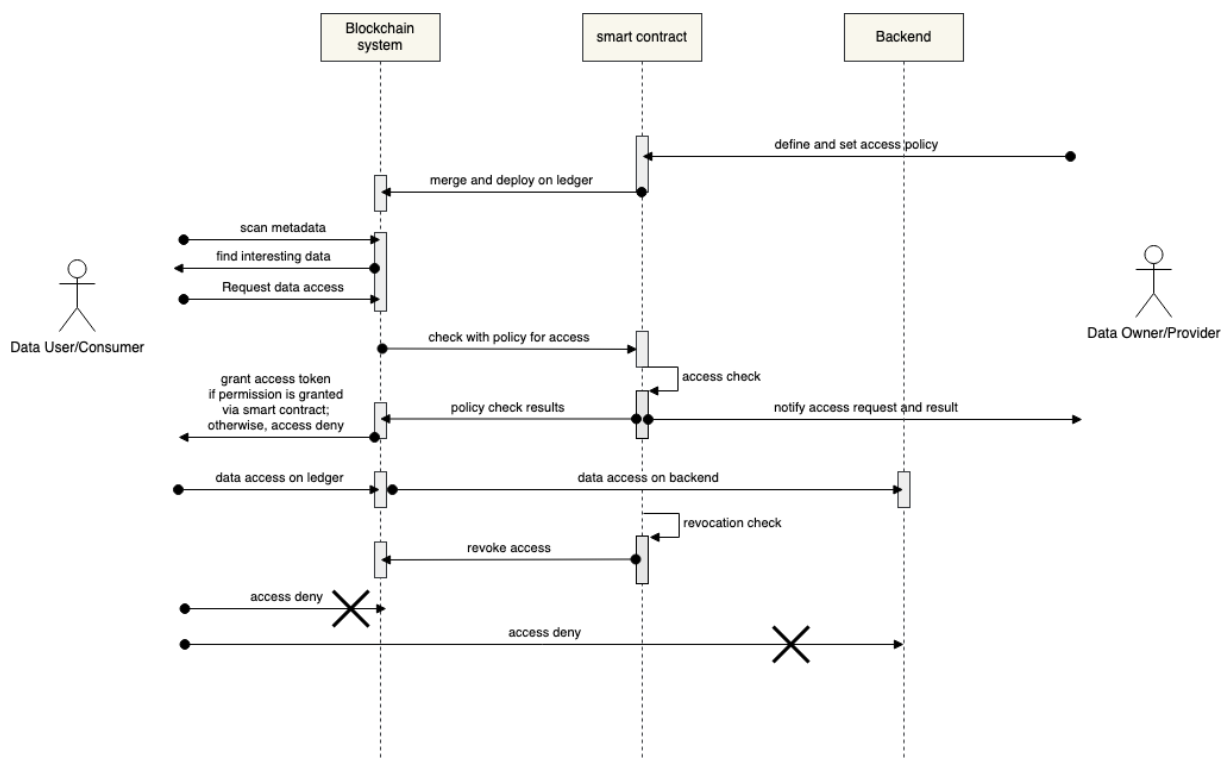 Blockchain
system
smart contract
Backend
define and set access policy
merge and deploy on ledger
scan metadata
find interesting data
Request data access
Data User/Consumer
Data Owner/Provider
check with policy for access
access check
grant access token
if permission is granted
via smart contract;
otherwise, access deny
policy check results
notify access request and result
data access on ledger
data access on backend
revocation check
revoke access
access deny
access deny